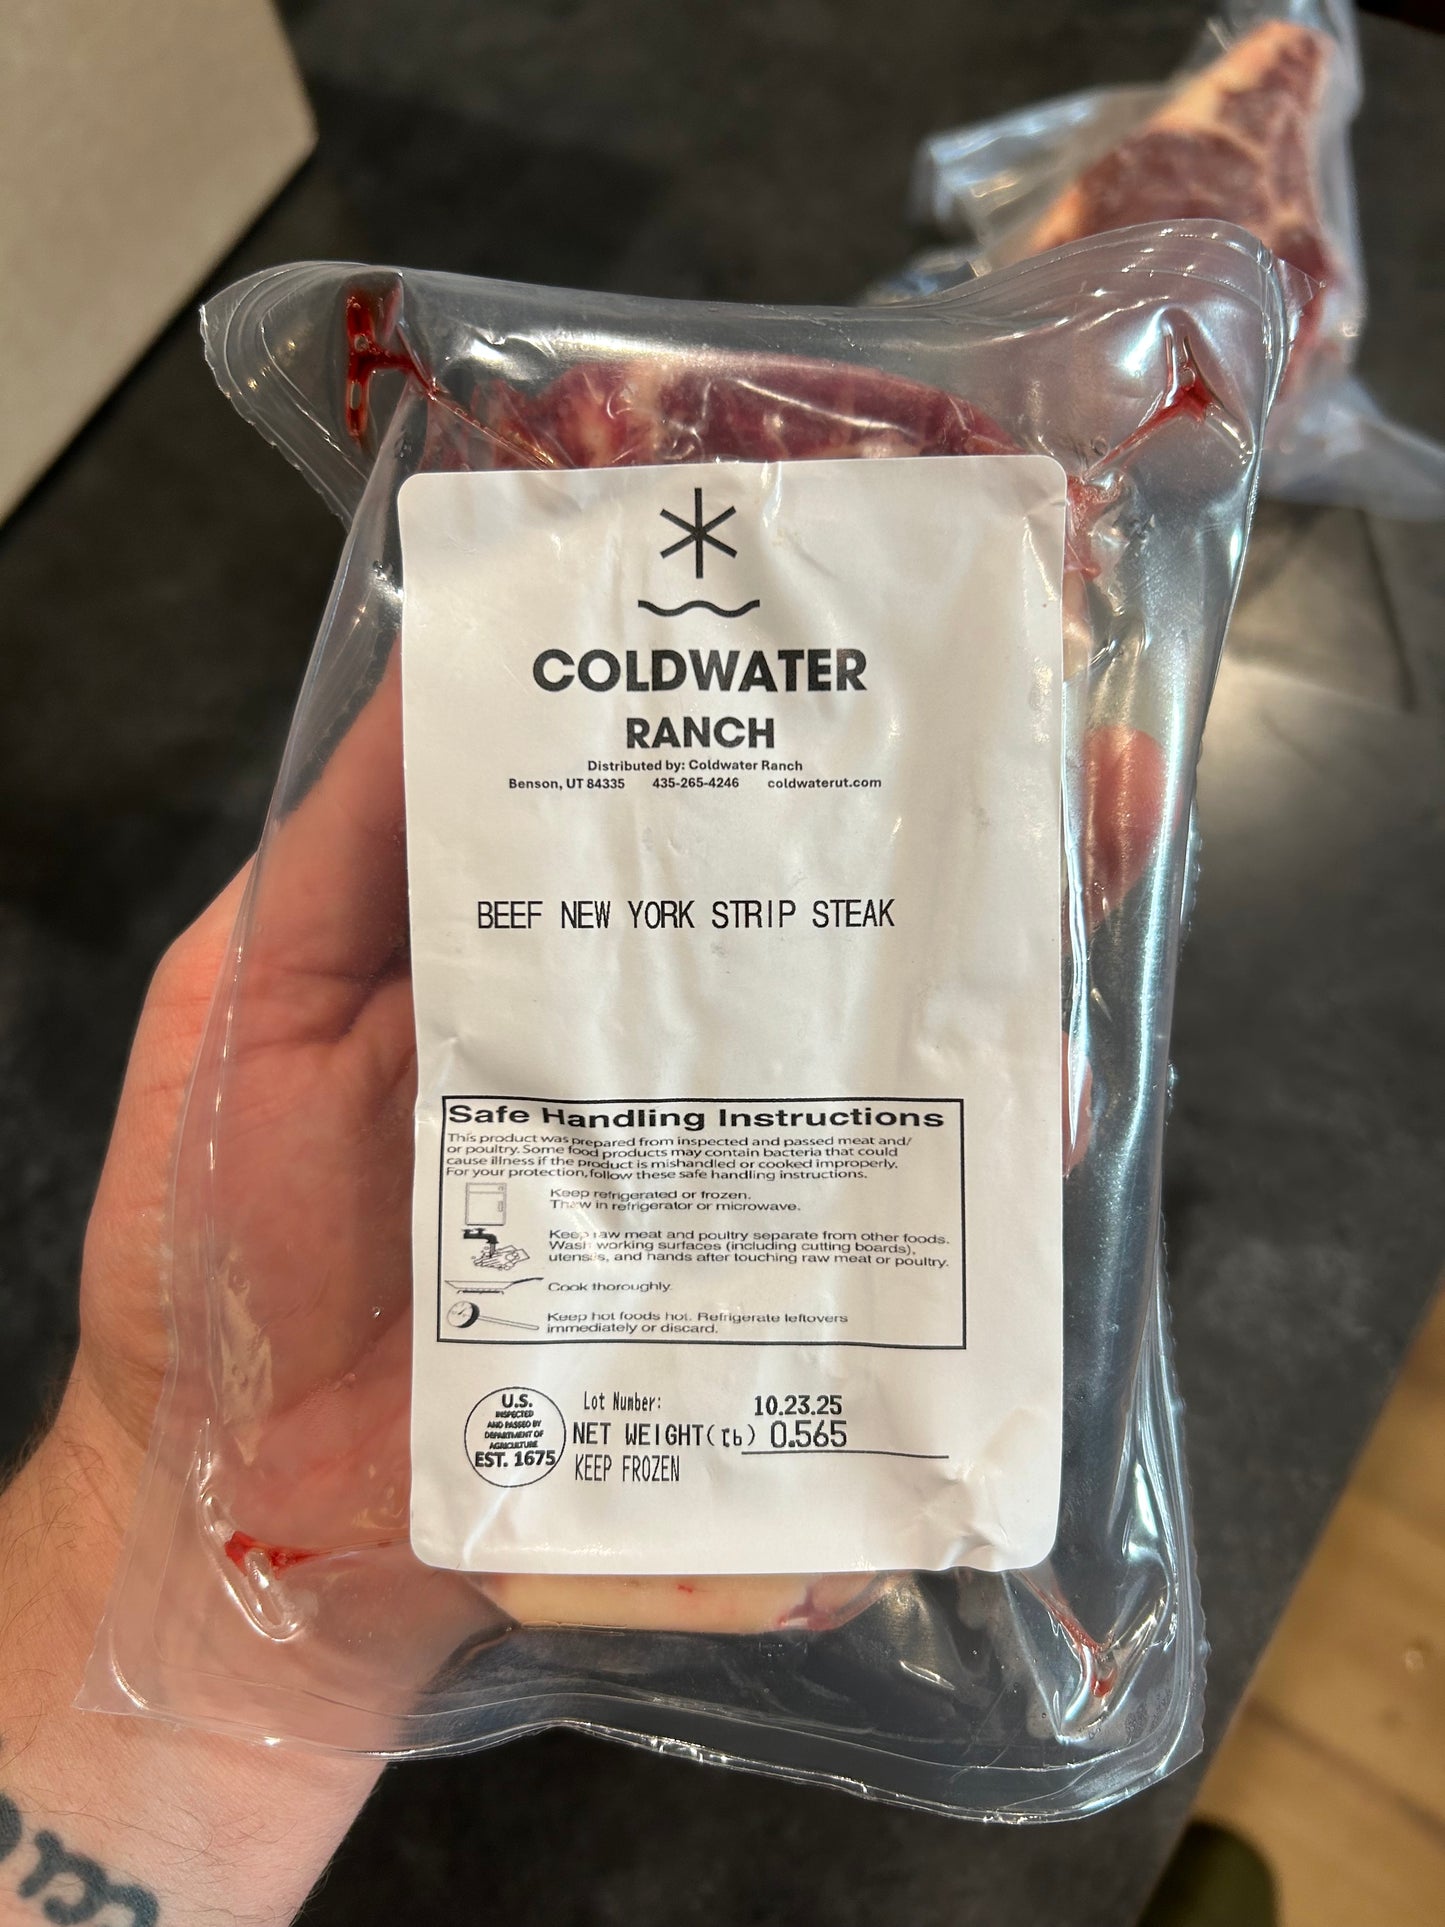 COLDWATER
RANCH
Distributed by: Coldwater Ranch
Benson, UT 84335 435-265-4246 coldwaterut.com
BEEF NEW YORK STRIP STEAK
Safe Handling Instructions
This product was prepared from inspected and passed meat and/
or poultry. Some food products may contain bacteria that could
cause illness if the product is mishandled or cooked improperly.
For your protection, follow these safe handling instructions.
Keep refrigerated or frozen.
Thaw in refrigerator or microwave.
Keep raw meat and poultry separate from other foods.
Wash working surfaces (including cutting boards),
utensils, and hands after touching raw meat or poultry.
Cook thoroughly.
Keep hot foods hot. Refrigerate leftovers
immediately or discard.
U.S.
INSPECTED
AND PASSED BY
DEPARTMENT OF
AGRICULTURE
EST. 1675
Lot Number: 10.23.25
NET WEIGHT(lb) 0.565
KEEP FROZEN